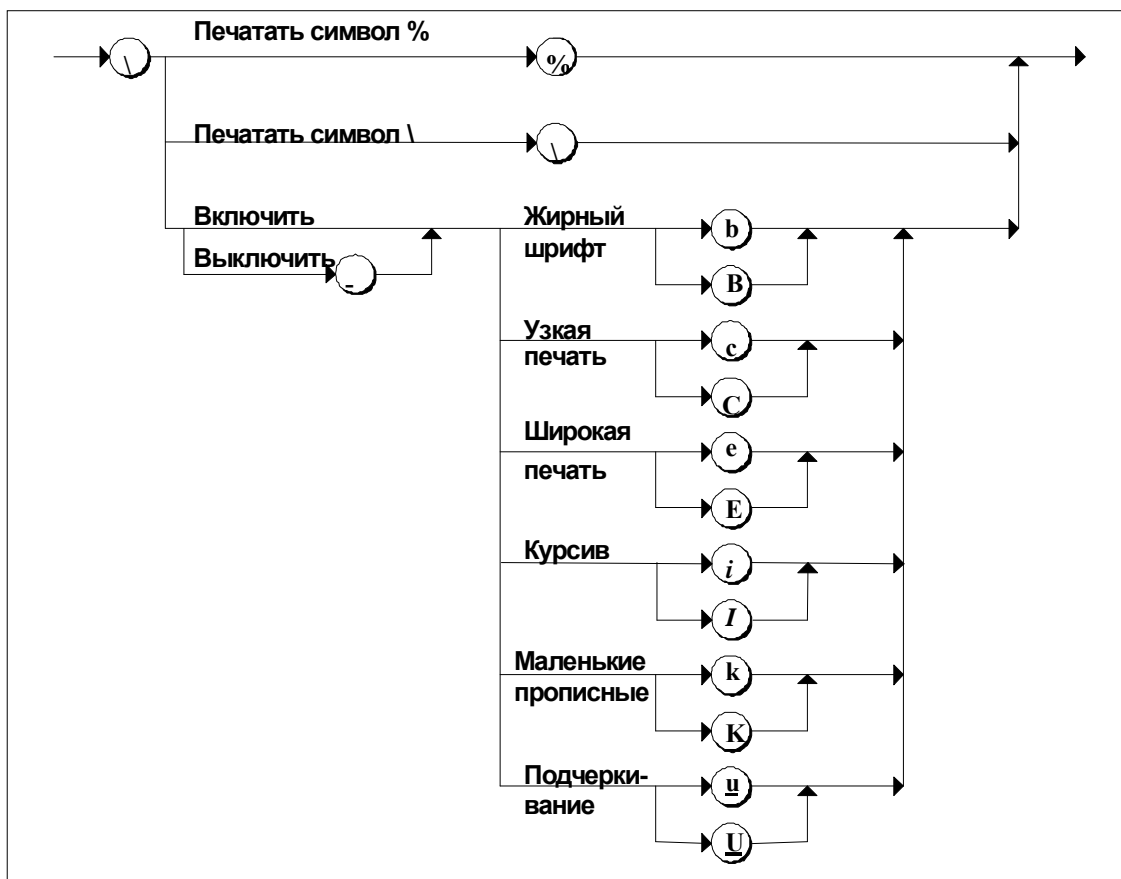 Печатать символ %
\
%
Печатать символ \
\
Включить
Выключить
-
Жирный
шрифт
b
B
Узкая
печать
c
C
Широкая
печать
e
E
Курсив
i
I
Маленькие
прописные
k
K
Подчерки-
вание
u
U